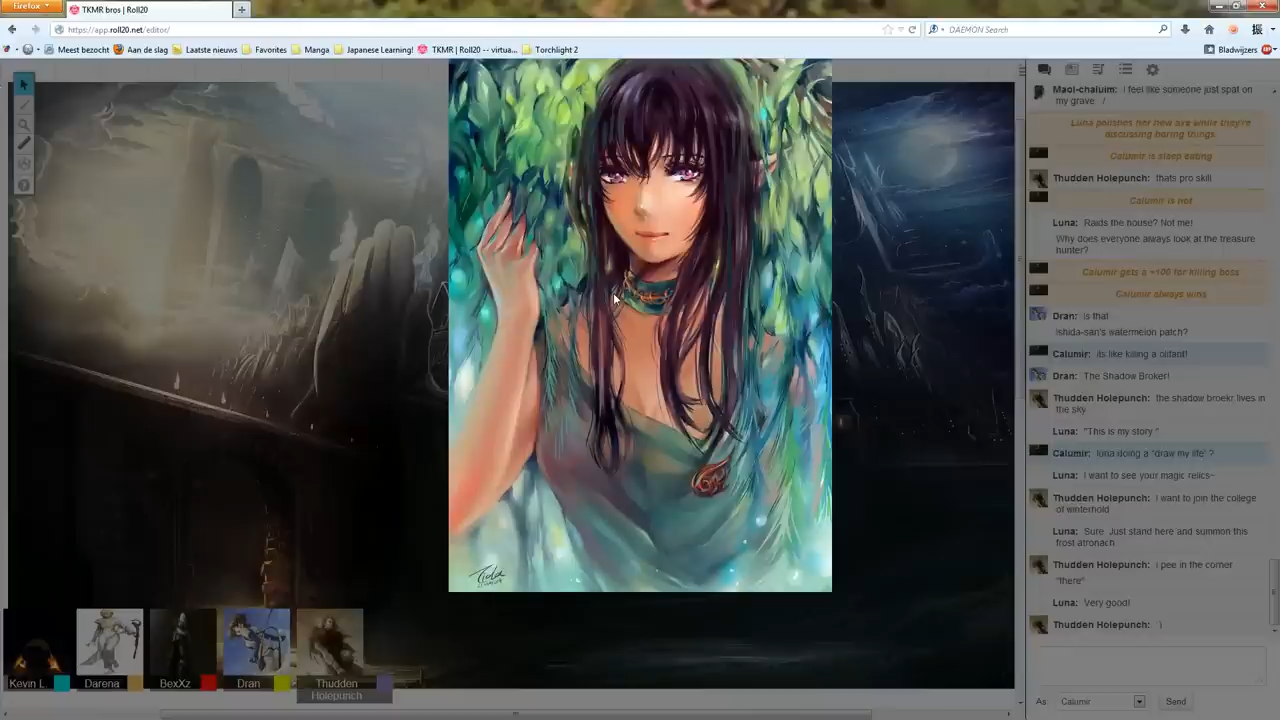 Firefox
TKMR bros | Roll20
https://app.roll20.net/editor/
DAEMON Search
Meest bezocht
Aan de slag
Laatste nieuws
Favorites
Manga
Japanese Learning!
TKMR | Roll20 -- virtua...
Torchlight 2
Bladwijzers
Maol-chaluim: I feel like someone just spat on
my grave :/
Luna polishes her new axe while they're
discussing boring things.
Calumir is sleep eating
Thudden Holepunch: thats pro skill
Calumir is not
Luna: Raids the house? Not me!
Why does everyone always look at the treasure
hunter?
Calumir gets a +100 for killing boss
Calumir always wins
Dran: is that
Ishida-san's watermelon patch?
Calumir: its like killing a olifant!
Dran: The Shadow Broker!
Thudden Holepunch: the shadow broekr lives in
the sky
Luna: "This is my story "
Calumir: luna doing a "draw my life" ?
Luna: I want to see your magic relics~
Thudden Holepunch: I want to join the college
of winterhold
Luna: Sure. Just stand here and summon this
frost atronach
Thudden Holepunch: I pee in the corner
"there"
Luna: Very good!
Thudden Holepunch: :)
As
Calumir
Send
Kevin L.
Darena
BexXz
Dran
Thudden
Holepunch